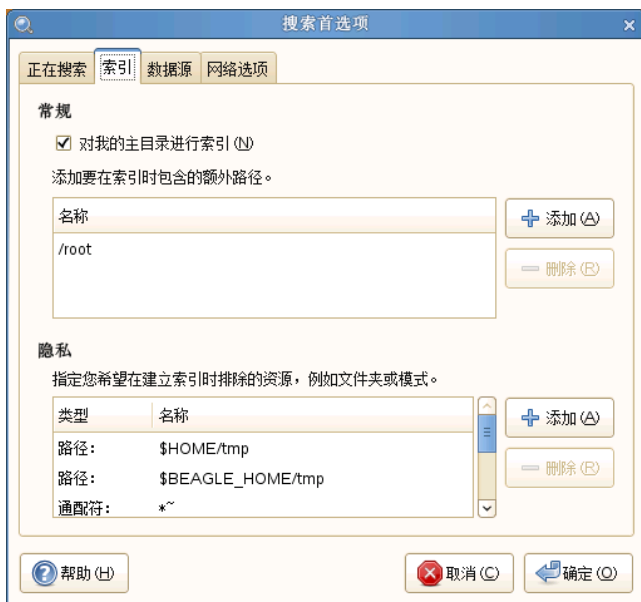 搜索首选项
正在搜索 索引 数据源 网络选项
常规
对我的主目录进行索引(N)
添加要在索引时包含的额外路径。
名称
添加(A)
/root
删除(R)
隐私
指定您希望在建立索引时排除的资源，例如文件夹或模式。
类型 名称
添加(A)
路径: $HOME/tmp
路径: $BEAGLE_HOME/tmp
删除(R)
通配符: *~
帮助(H) 取消(C) 确定(O)